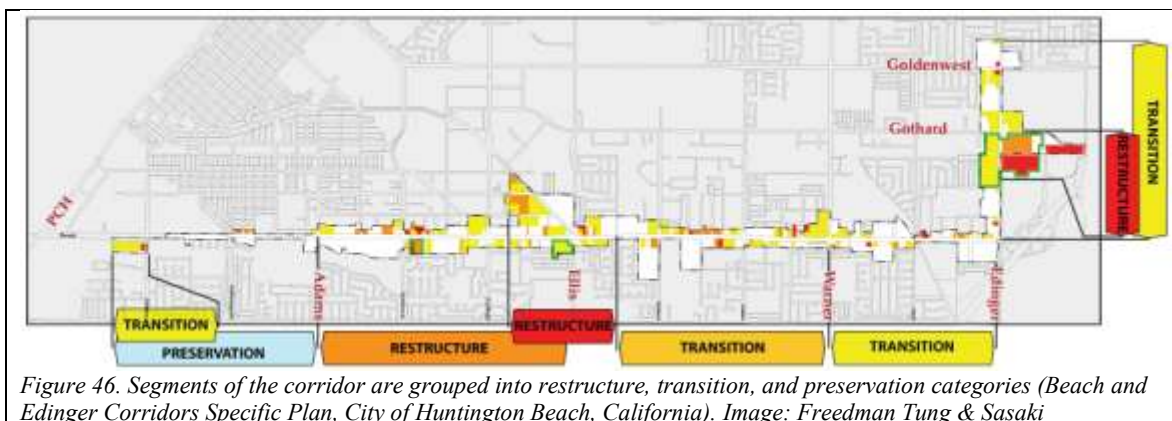 Goldenwest
Gothard
PCH
Adams
Ellis
Warner
Edinger
TRANSITION
RESTRUCTURE
TRANSITION
RESTRUCTURE
PRESERVATION
RESTRUCTURE
TRANSITION
TRANSITION
Figure 46. Segments of the corridor are grouped into restructure, transition, and preservation categories (Beach and
Edinger Corridors Specific Plan, City of Huntington Beach, California). Image: Freedman Tung & Sasaki